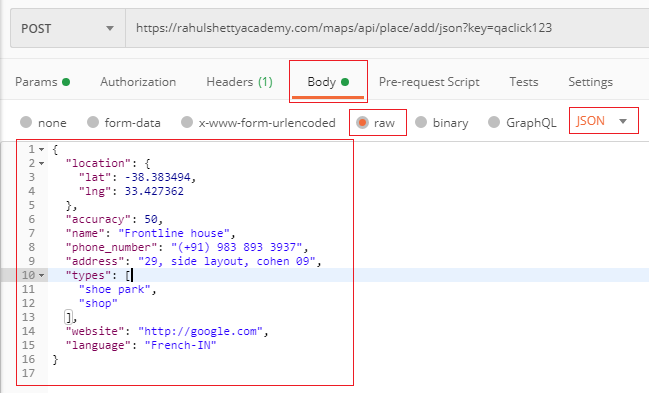 POST https://rahulshettyacademy.com/maps/api/place/add/json?key=qaclick123
Params Authorization Headers (1) Body Pre-request Script Tests Settings
none form-data x-www-form-urlencoded raw binary GraphQL JSON
1 {
2 "location": {
3 "lat": -38.383494,
4 "lng": 33.427362
5 },
6 "accuracy": 50,
7 "name": "Frontline house",
8 "phone_number": "(+91) 983 893 3937",
9 "address": "29, side layout, cohen 09",
10 "types": [
11 "shoe park",
12 "shop"
13 ],
14 "website": "http://google.com",
15 "language": "French-IN"
16 }
17